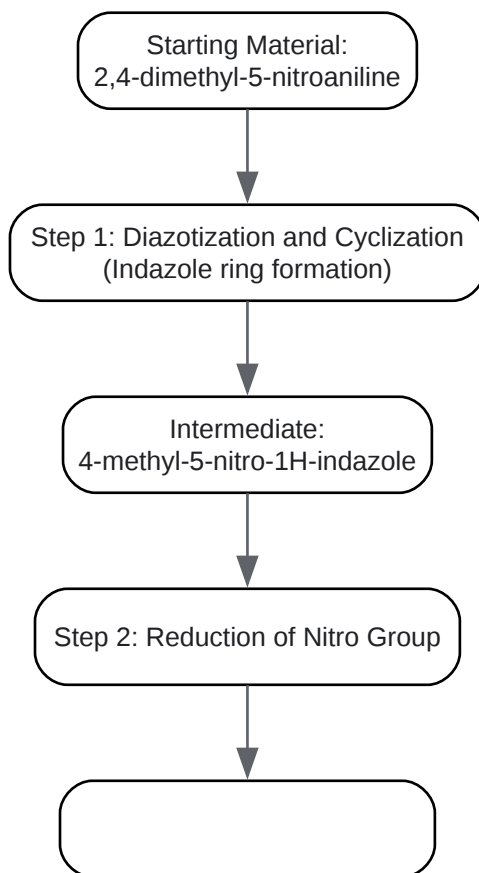 Starting Material:
2,4-dimethyl-5-nitroaniline
Step 1: Diazotization and Cyclization
(Indazole ring formation)
Intermediate:
4-methyl-5-nitro-1H-indazole
Step 2: Reduction of Nitro Group